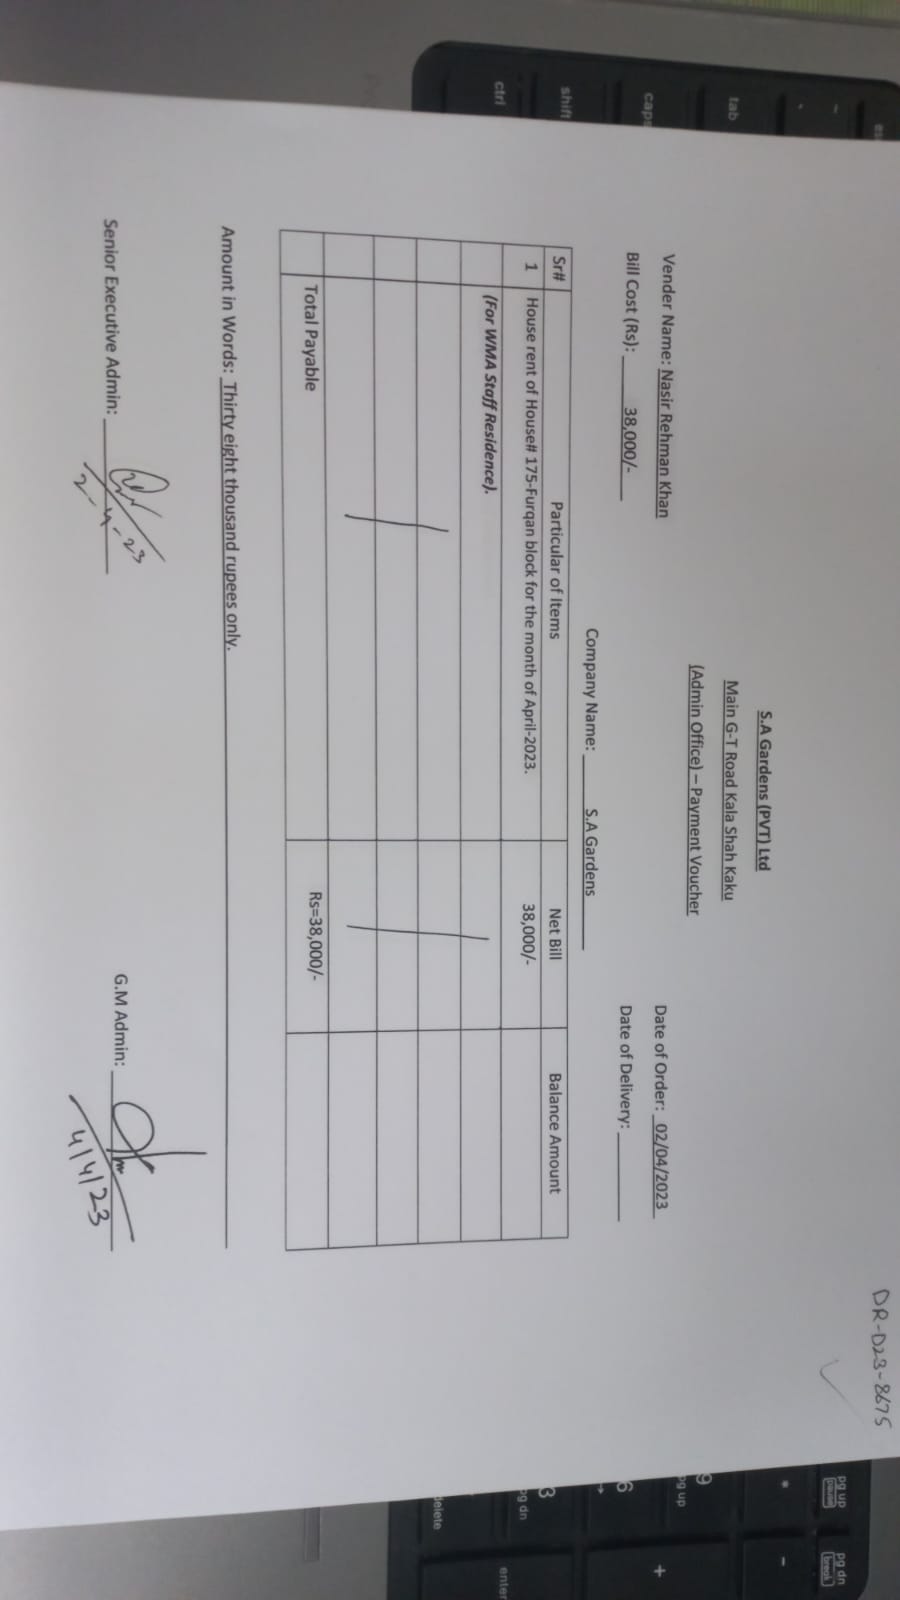 DR-D23-8675
S.A Gardens (PVT) Ltd
Main G-T Road Kala Shah Kaku
(Admin Office) – Payment Voucher
Vender Name: Nasir Rehman Khan Date of Order: 02/04/2023
Bill Cost (Rs): 38,000/- Date of Delivery:
Company Name: S.A Gardens
Sr# Particular of Items Net Bill Balance Amount
1 House rent of House# 175-Furqan block for the month of April-2023. 38,000/-
(For WMA Staff Residence).
Total Payable Rs=38,000/-
Amount in Words: Thirty eight thousand rupees only.
Senior Executive Admin: G.M Admin:
2-4-23 4/4/23
tab
caps
shift
ctrl
pg up
pause
pg dn
break
*
-
9
pg up
6
+
3
pg dn
enter
delete